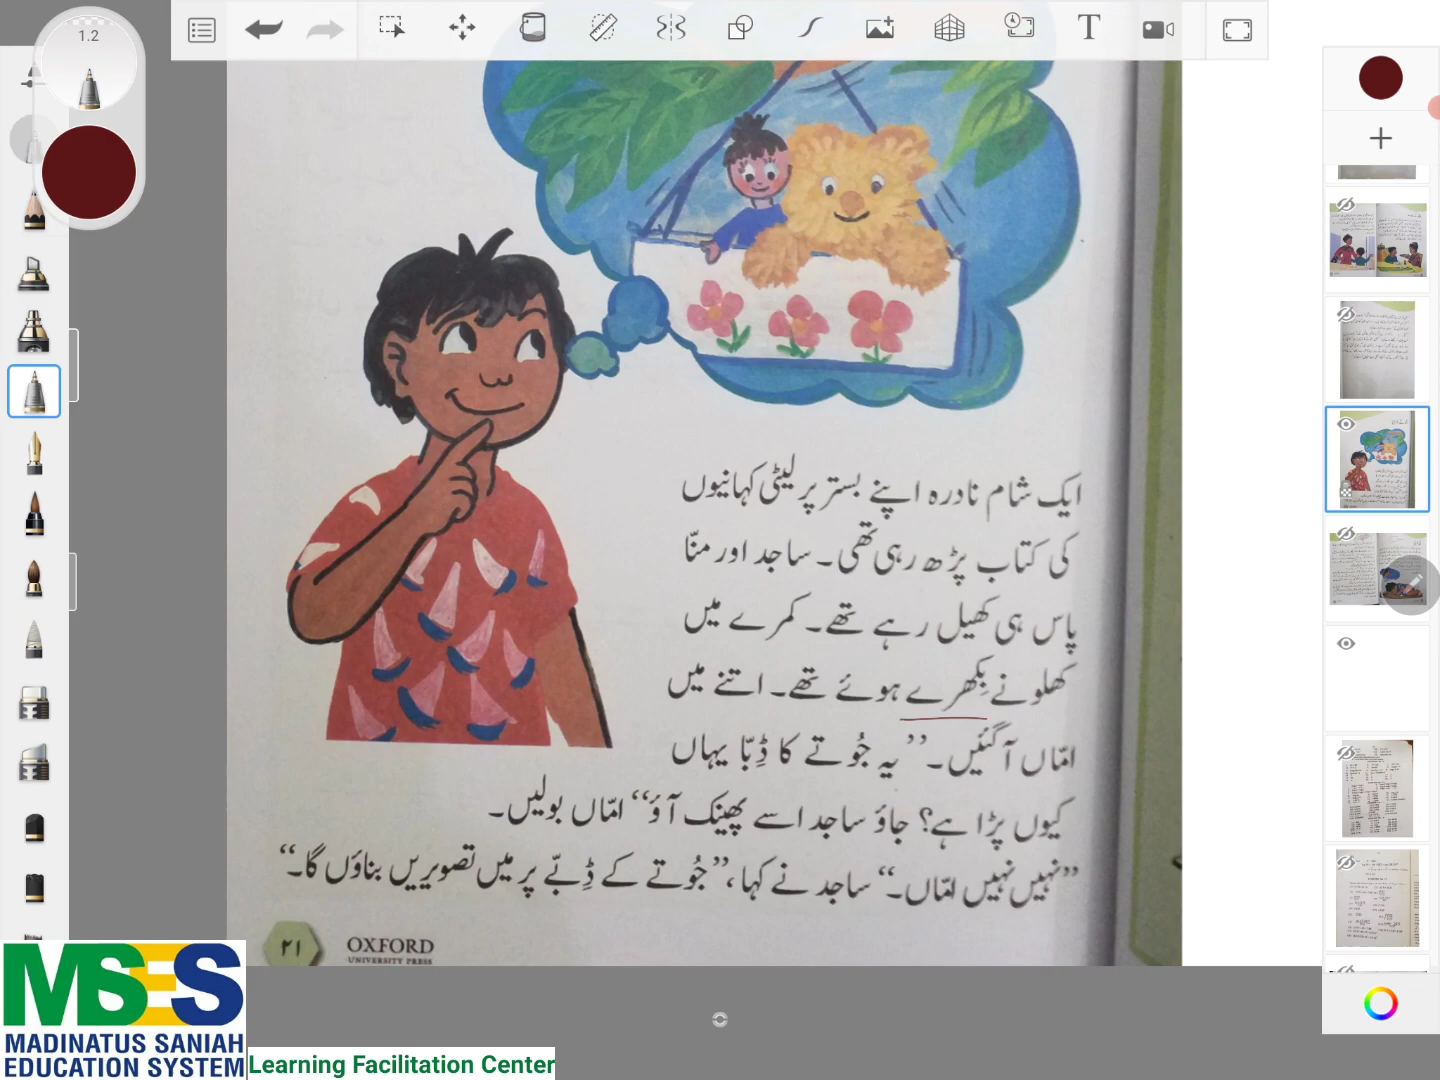 1.2
T
ایک شام نادرہ اپنے بستر پر لیٹی کہانیوں
کی کتاب پڑھ رہی تھی۔ ساجد اور منّا
پاس ہی کھیل رہے تھے۔ کمرے میں
کھلونے بِکھرے ہوئے تھے۔ اتنے میں
امّاں آ گئیں۔ ”یہ جُوتے کا ڈِبّا یہاں
کیوں پڑا ہے؟ جاؤ ساجد اسے پھینک آؤ“ امّاں بولیں۔
”نہیں نہیں امّاں۔“ ساجد نے کہا، ”جُوتے کے ڈِبّے پر میں تصویریں بناؤں گا۔“
۲۱
OXFORD
UNIVERSITY PRESS
MSES
MADINATUS SANIAH
EDUCATION SYSTEM
Learning Facilitation Center